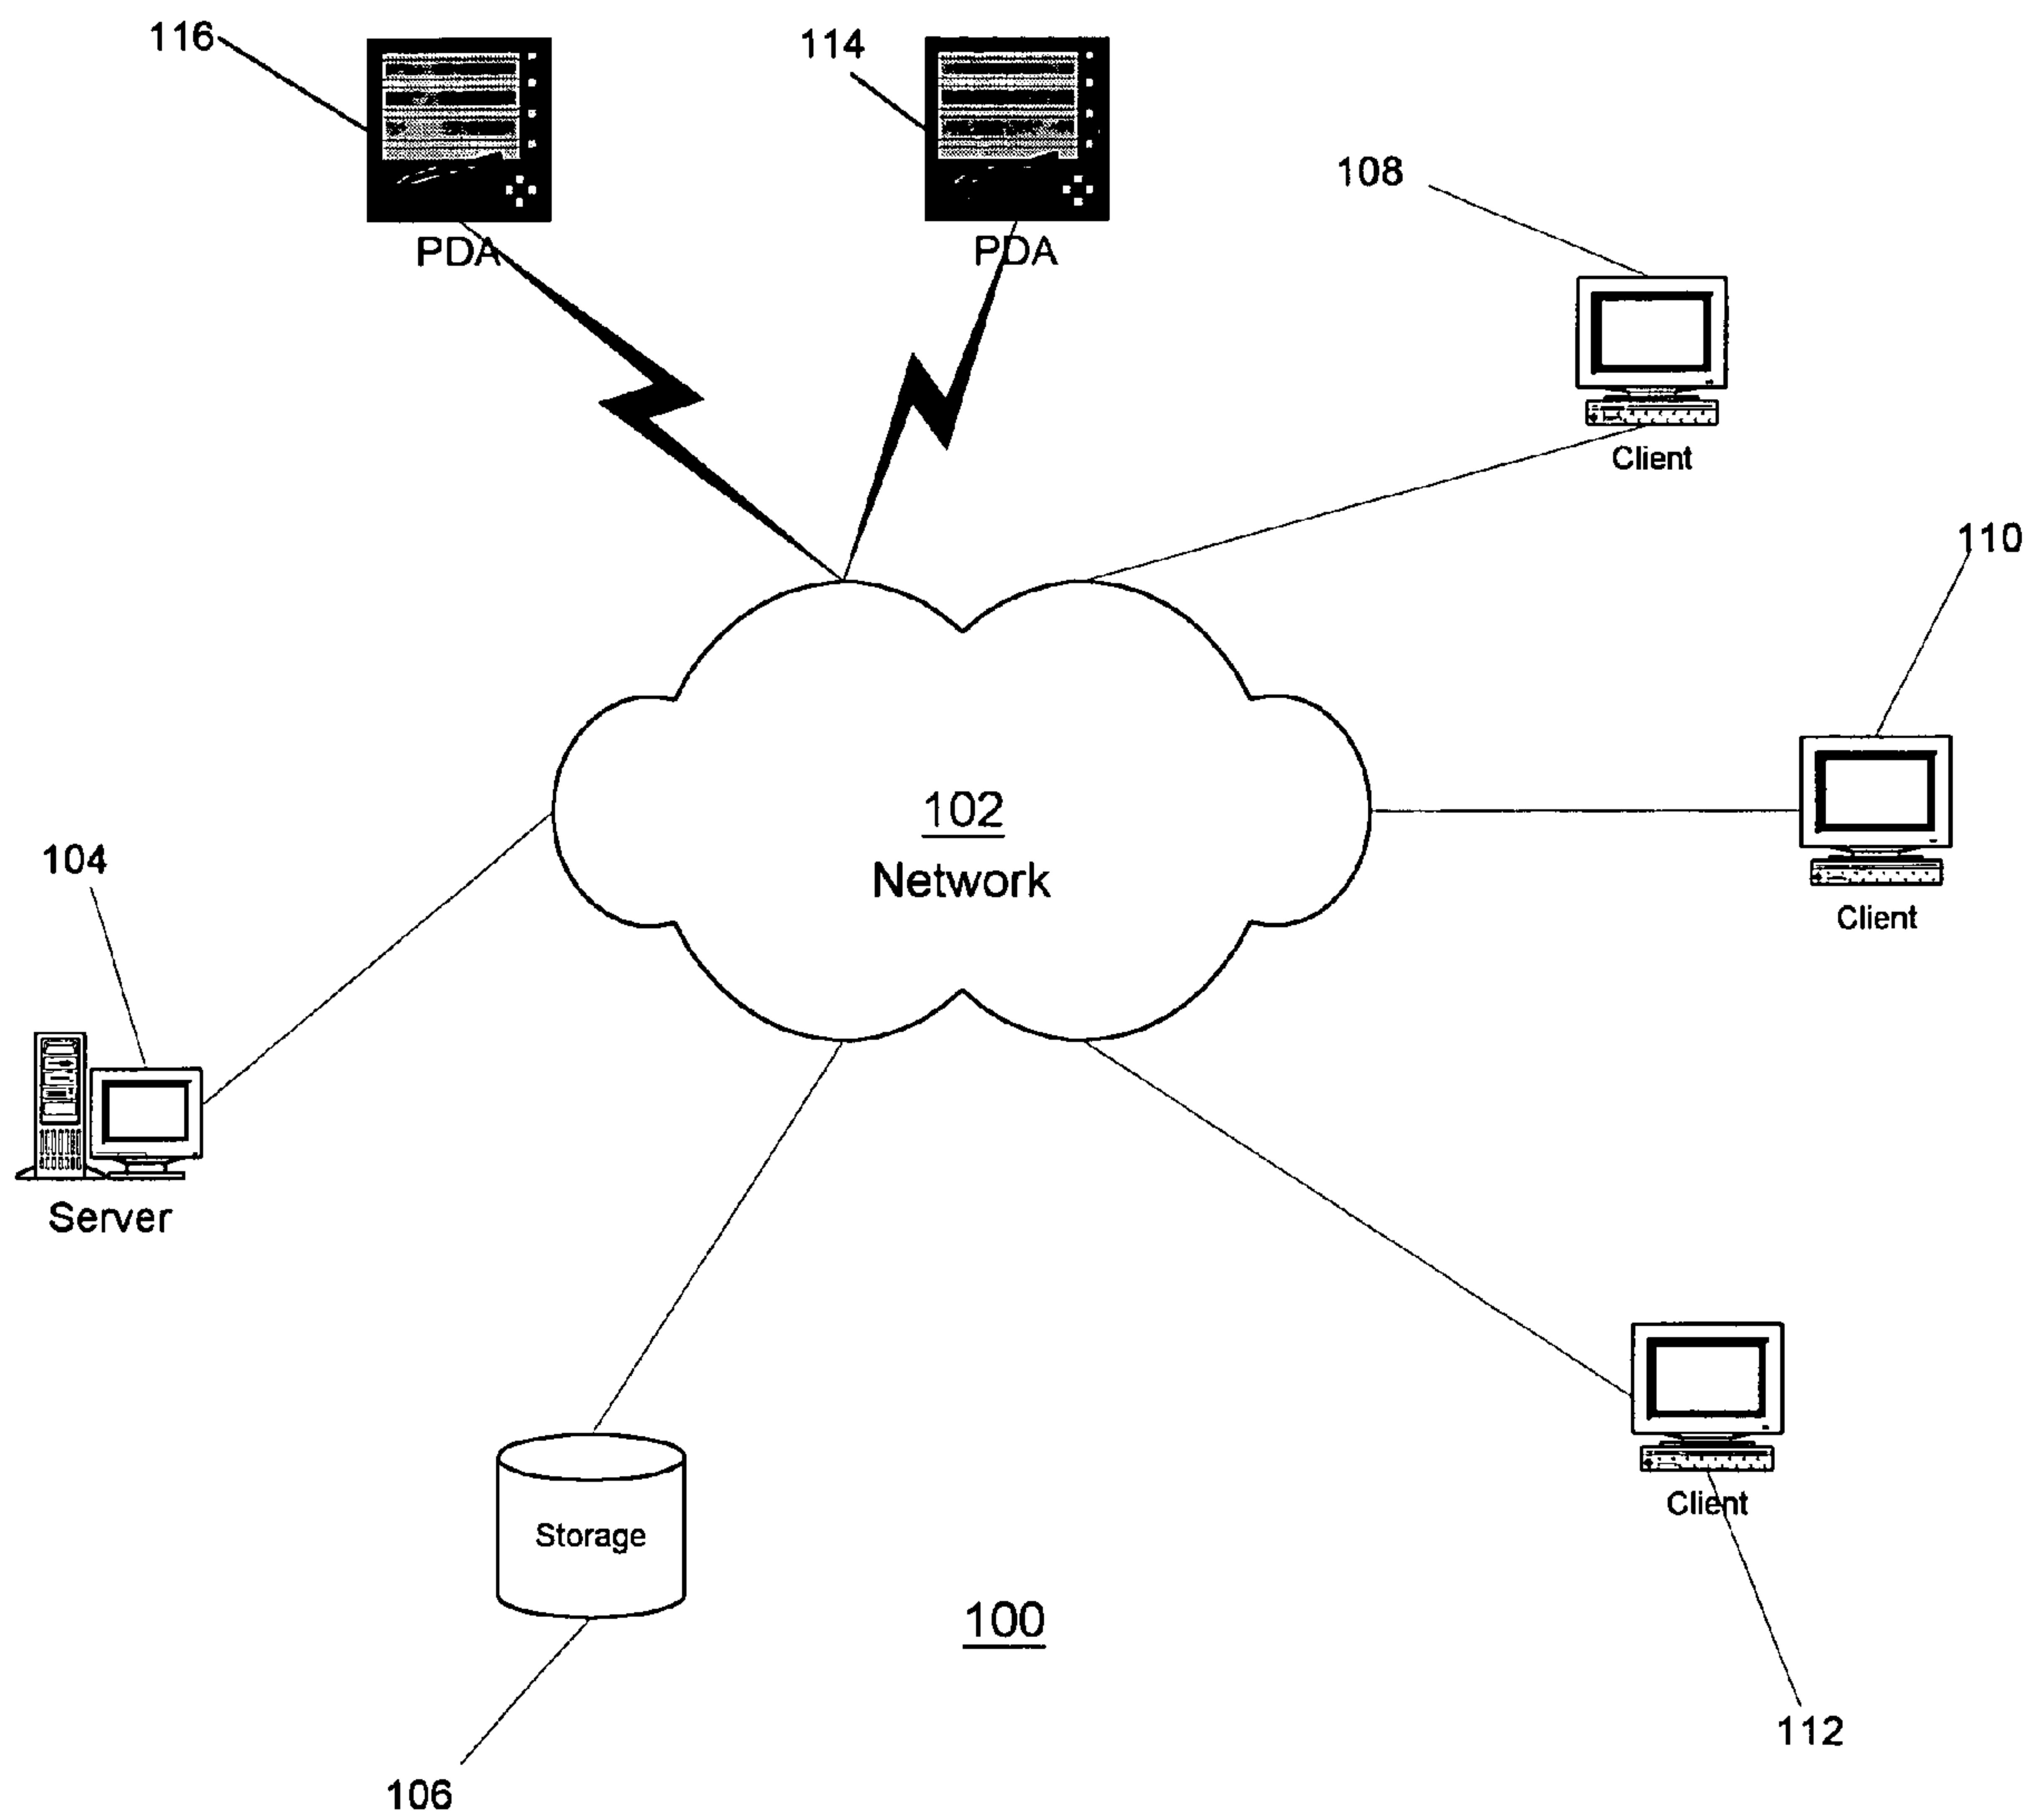 116
114
PDA
PDA
108
Client
110
102
Network
Client
104
Server
Client
Storage
100
112
106